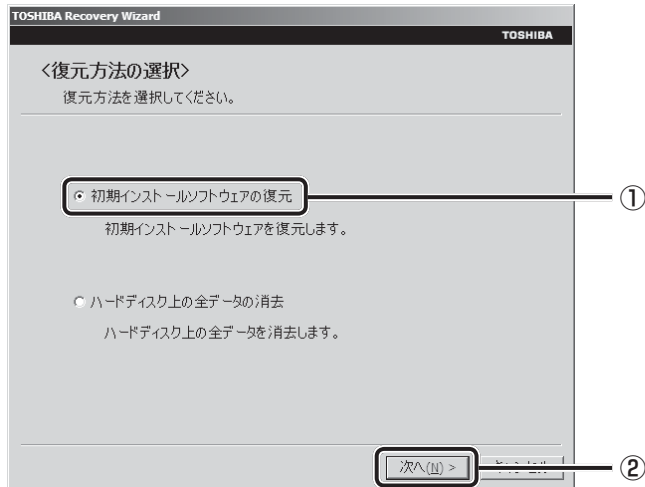 TOSHIBA Recovery Wizard
TOSHIBA
<復元方法の選択>
復元方法を選択してください。
初期インストールソフトウェアの復元
①
初期インストールソフトウェアを復元します。
ハードディスク上の全データの消去
ハードディスク上の全データを消去します。
次へ(N) >
②